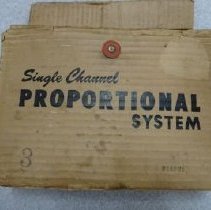 Single Channel
PROPORTIONAL
SYSTEM
3